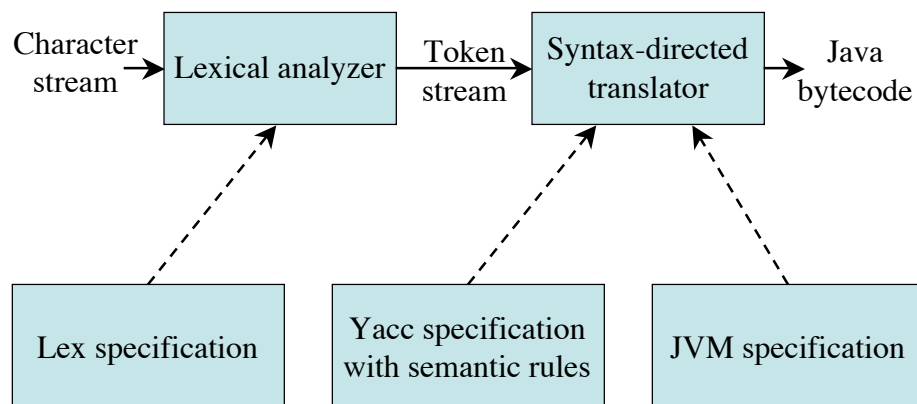 Character
stream
Lexical analyzer
Token
stream
Syntax-directed
translator
Java
bytecode
Lex specification
Yacc specification
with semantic rules
JVM specification